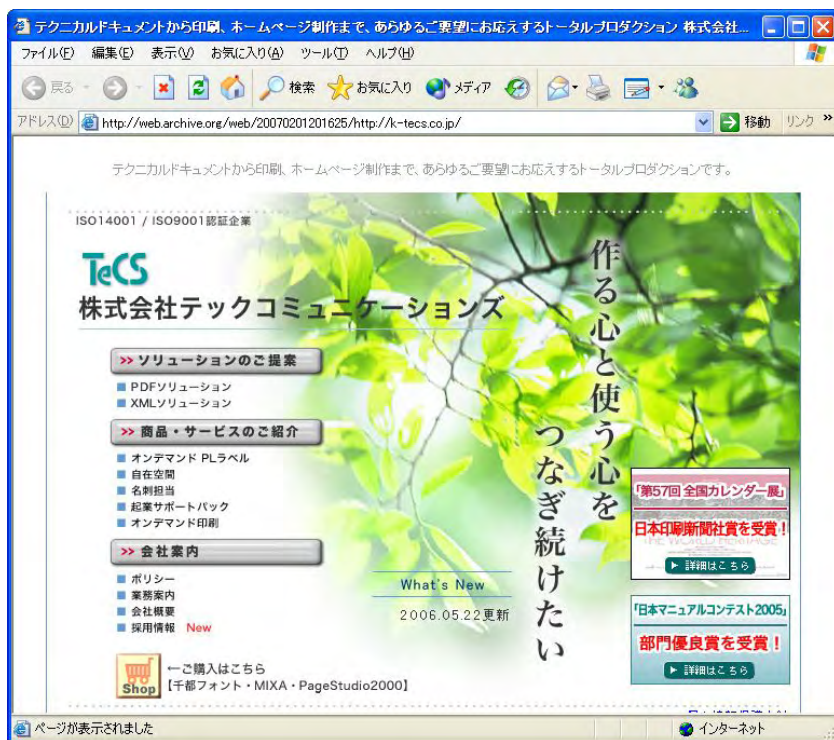 テクニカルドキュメントから印刷、ホームページ制作まで、あらゆるご要望にお応えするトータルプロダクション 株式会社...
ファイル(F) 編集(E) 表示(V) お気に入り(A) ツール(T) ヘルプ(H)
戻る 検索 お気に入り メディア
アドレス(D) http://web.archive.org/web/20070201201625/http://k-tecs.co.jp/ 移動 リンク »
テクニカルドキュメントから印刷、ホームページ制作まで、あらゆるご要望にお応えするトータルプロダクションです。
ISO14001 / ISO9001認証企業
TeCS
株式会社テックコミュニケーションズ
作る心と使う心を
つなぎ続けたい
>> ソリューションのご提案
PDFソリューション
XMLソリューション
>> 商品・サービスのご紹介
オンデマンド PLラベル
自在空間
名刺担当
起業サポートパック
オンデマンド印刷
>> 会社案内
ポリシー
業務案内
会社概要
採用情報 New
What's New
2006.05.22更新
「第57回 全国カレンダー展」
日本印刷新聞社賞を受賞!
THE WORLD HERITAGE
▶ 詳細はこちら
「日本マニュアルコンテスト2005」
部門優良賞を受賞!
▶ 詳細はこちら
Shop
←ご購入はこちら
【千都フォント・MIXA・PageStudio2000】
ページが表示されました インターネット